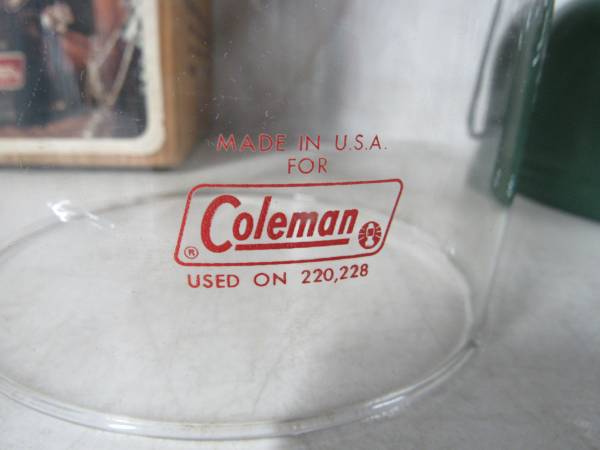 MADE IN U.S.A.
FOR
Coleman
®
USED ON 220,228